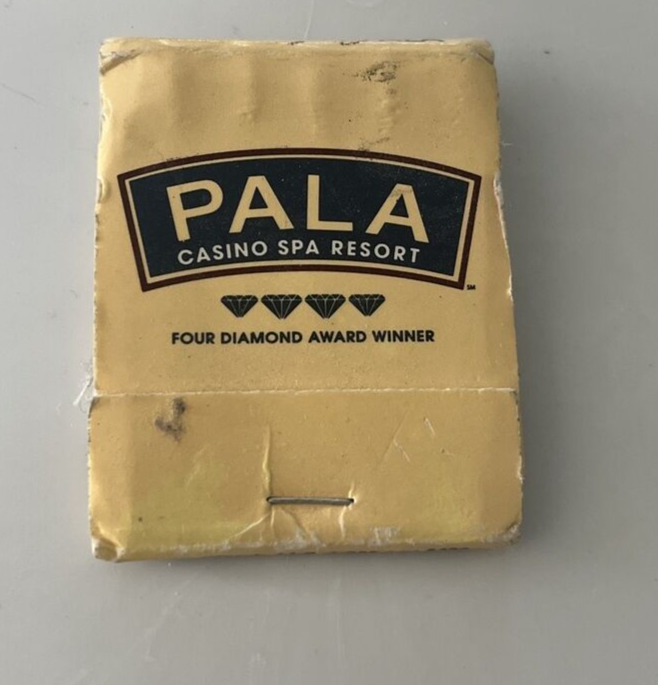 PALA
CASINO SPA RESORT
SM
FOUR DIAMOND AWARD WINNER